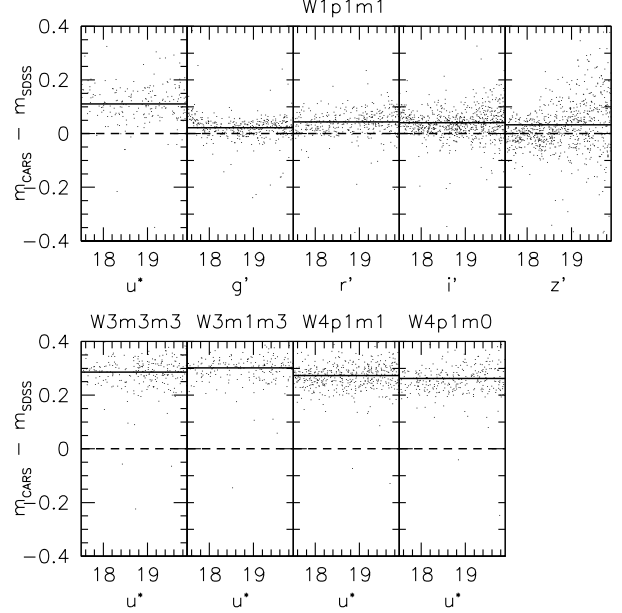 W1p1m1
m_CARS − m_SDSS
0.4
0.2
0
−0.2
−0.4
18 19 18 19 18 19 18 19 18 19
u* g' r' i' z'
W3m3m3 W3m1m3 W4p1m1 W4p1m0
m_CARS − m_SDSS
0.4
0.2
0
−0.2
−0.4
18 19 18 19 18 19 18 19
u* u* u* u*